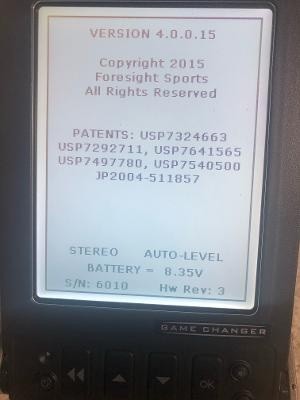 VERSION 4.0.0.15
Copyright 2015
Foresight Sports
All Rights Reserved
PATENTS: USP7324663
USP7292711, USP7641565
USP7497780, USP7540500
JP2004-511857
STEREO AUTO-LEVEL
BATTERY = 8.35V
S/N: 6010 Hw Rev: 3
GAME CHANGER
OK